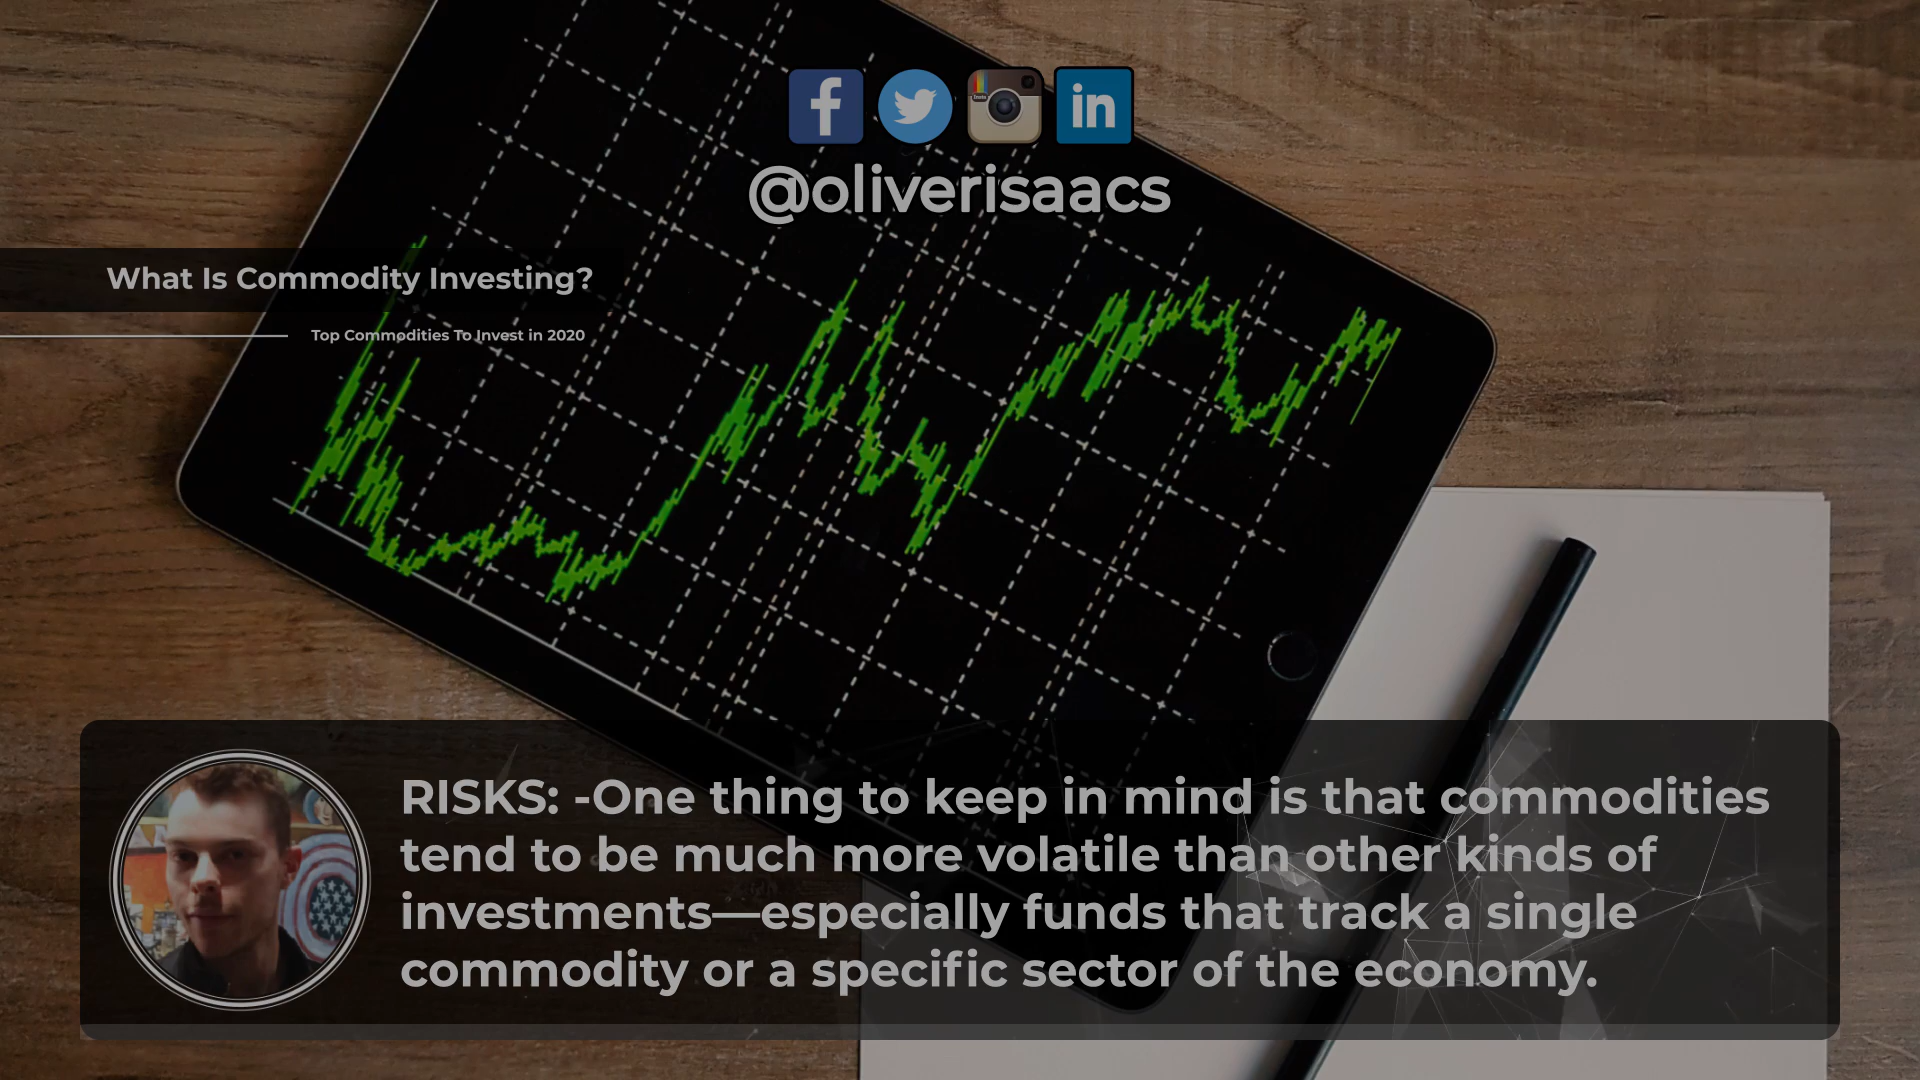 @oliverisaacs
What Is Commodity Investing?
Top Commodities To Invest in 2020
RISKS: -One thing to keep in mind is that commodities
tend to be much more volatile than other kinds of
investments—especially funds that track a single
commodity or a specific sector of the economy.